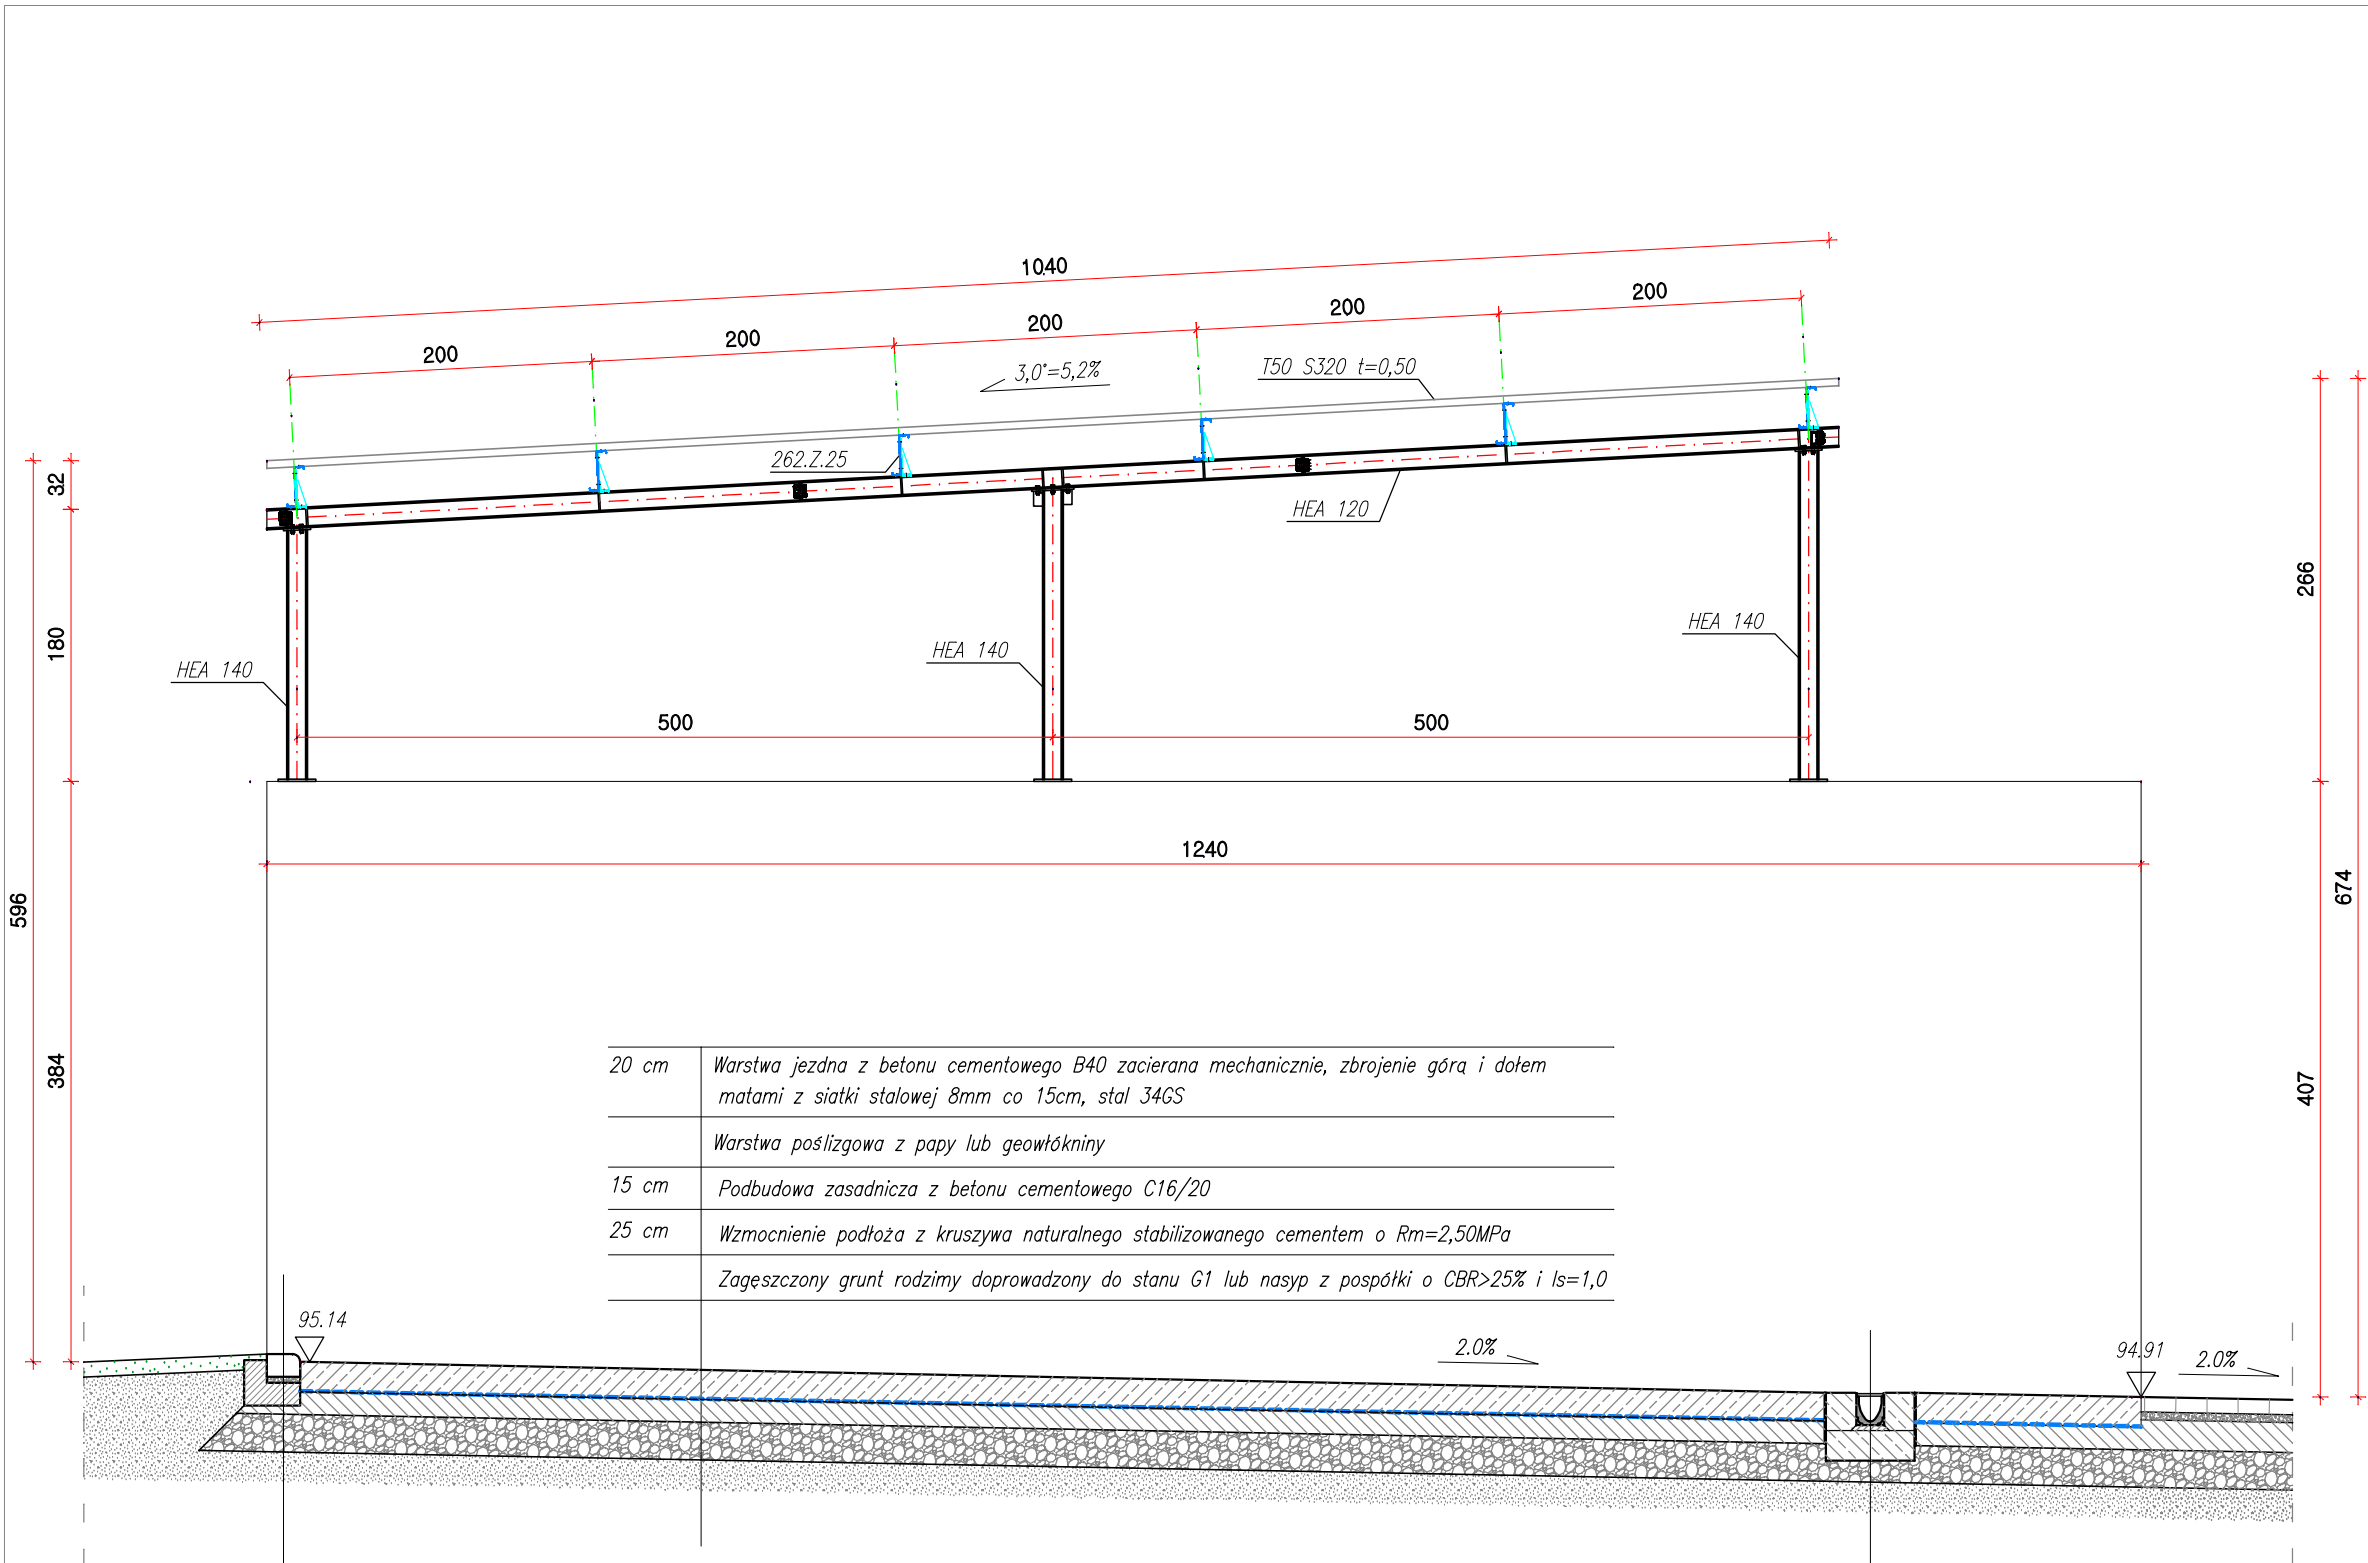 1040
200
200
200
200
200
3,0°=5,2%
T50 S320 t=0,50
262.Z.25
HEA 120
32
180
266
HEA 140
HEA 140
HEA 140
500
500
1240
596
384
674
407
20 cm Warstwa jezdna z betonu cementowego B40 zacierana mechanicznie, zbrojenie górą i dołem
matami z siatki stalowej 8mm co 15cm, stal 34GS
Warstwa poślizgowa z papy lub geowłókniny
15 cm Podbudowa zasadnicza z betonu cementowego C16/20
25 cm Wzmocnienie podłoża z kruszywa naturalnego stabilizowanego cementem o Rm=2,50MPa
Zagęszczony grunt rodzimy doprowadzony do stanu G1 lub nasyp z pospółki o CBR>25% i Is=1,0
95.14
2.0%
94.91
2.0%